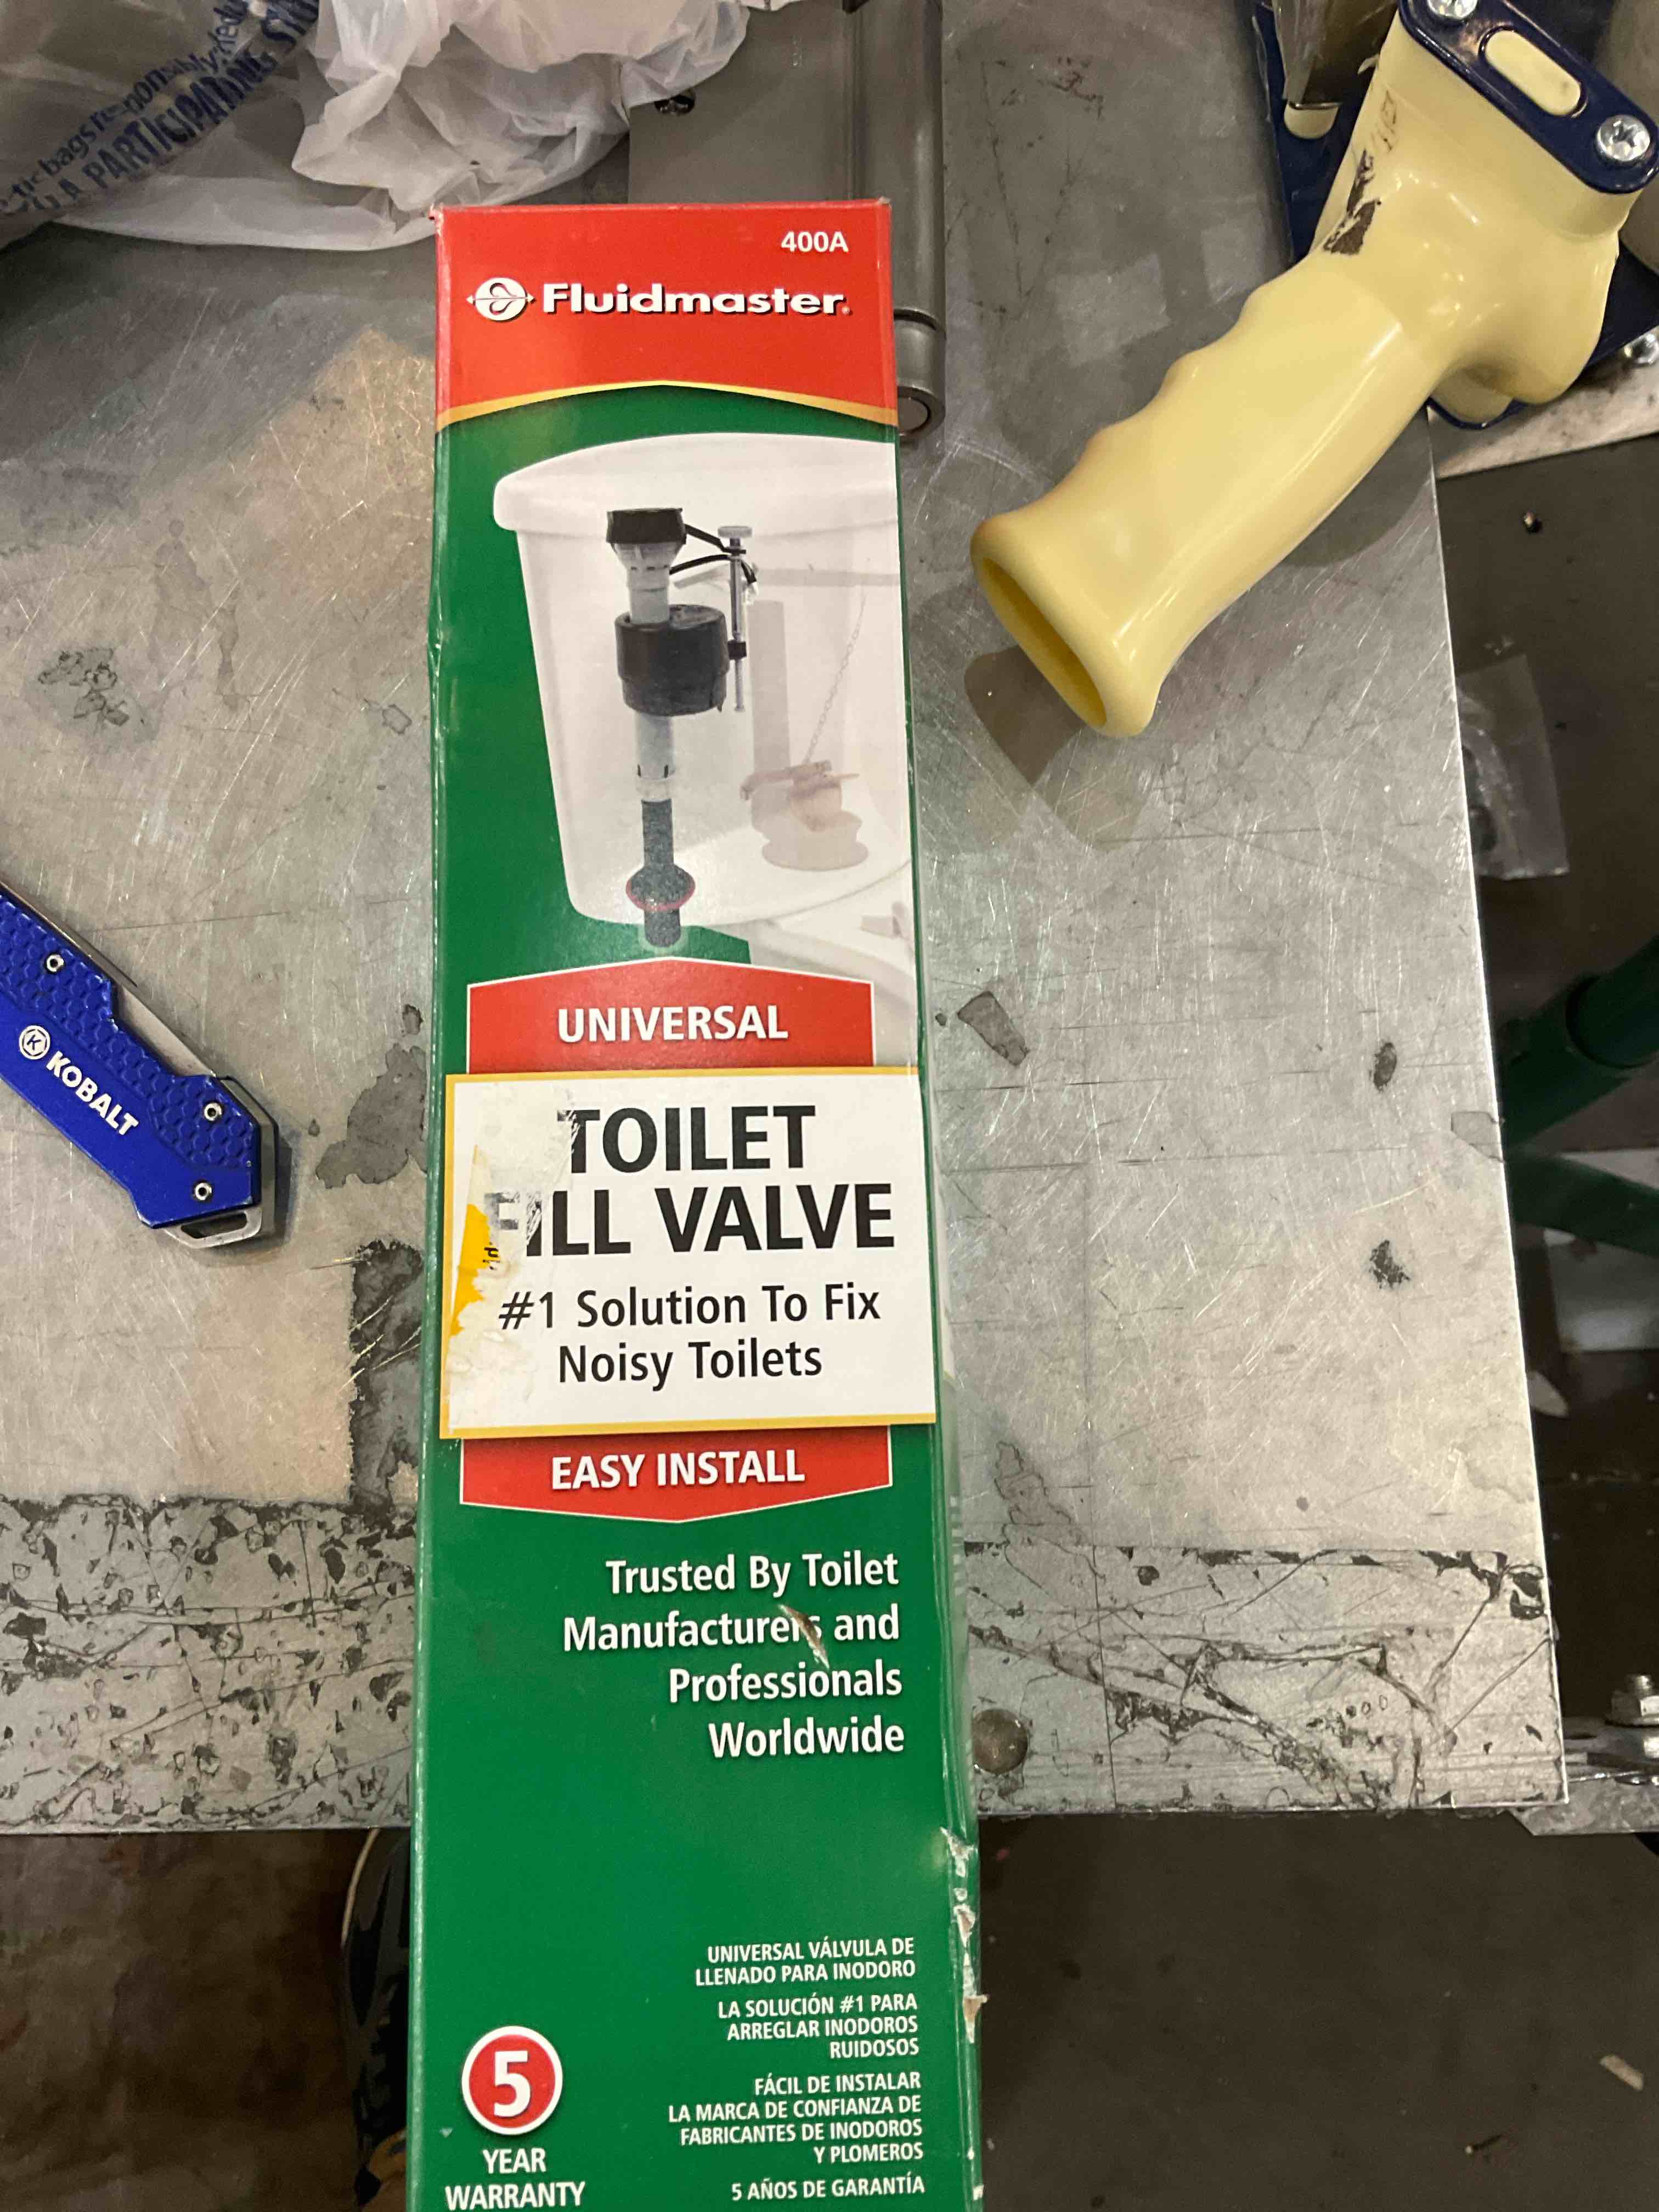 PARTICIPATING
400A
Fluidmaster
UNIVERSAL
KOBALT
TOILET
FILL VALVE
#1 Solution To Fix
Noisy Toilets
EASY INSTALL
Trusted By Toilet
Manufacturers and
Professionals
Worldwide
UNIVERSAL VÁLVULA DE
LLENADO PARA INODORO
LA SOLUCIÓN #1 PARA
ARREGLAR INODOROS
RUIDOSOS
FÁCIL DE INSTALAR
LA MARCA DE CONFIANZA DE
FABRICANTES DE INODOROS
Y PLOMEROS
5 AÑOS DE GARANTÍA
5
YEAR
WARRANTY